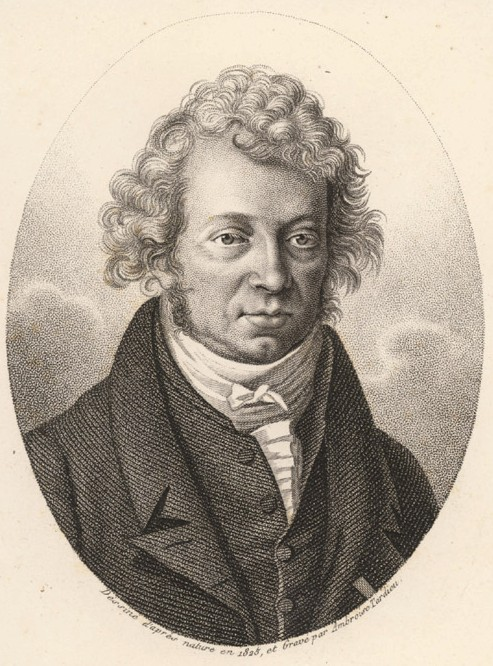 Dessiné d'après nature en 1825, et Gravé par Ambroise Tardieu.